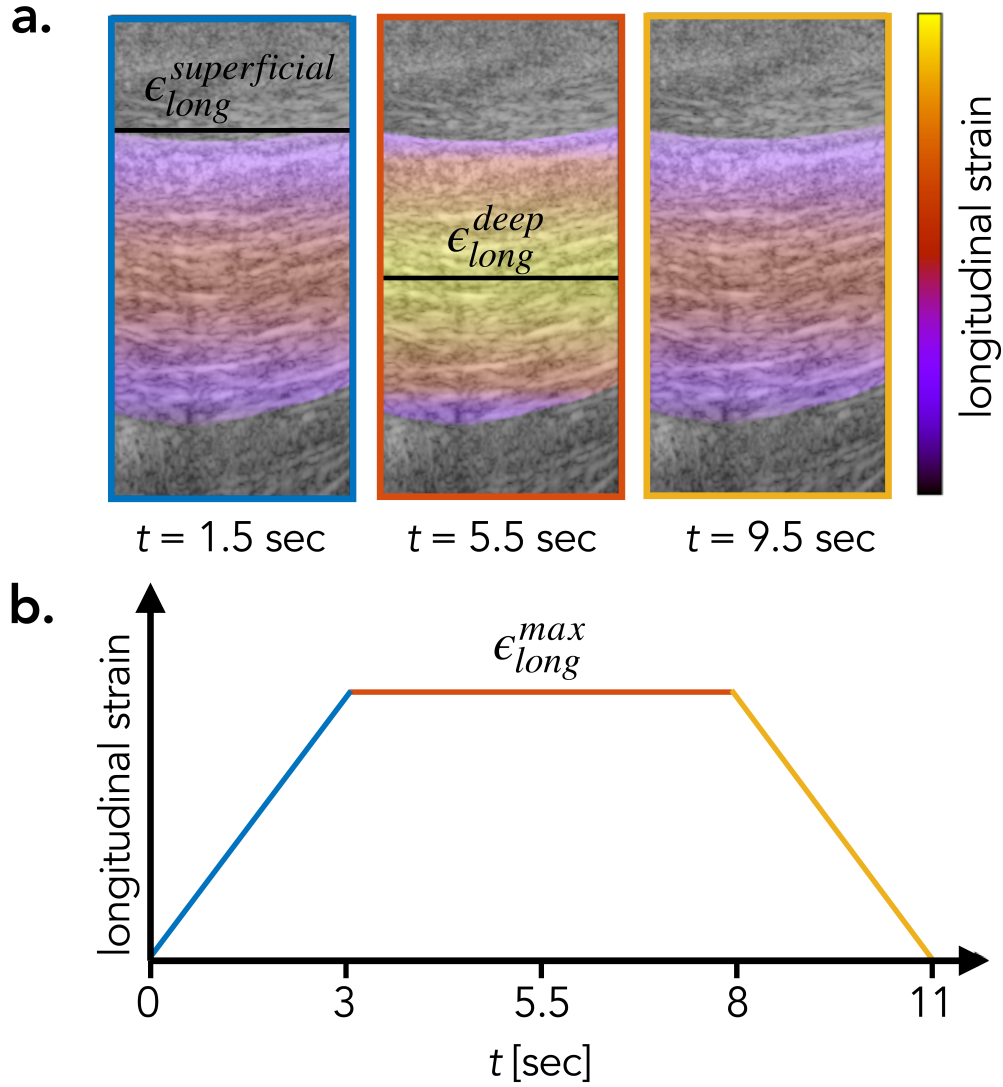 a.
ϵ_long^superficial
ϵ_long^deep
longitudinal strain
t = 1.5 sec
t = 5.5 sec
t = 9.5 sec
b.
ϵ_long^max
longitudinal strain
0
3
5.5
8
11
t [sec]